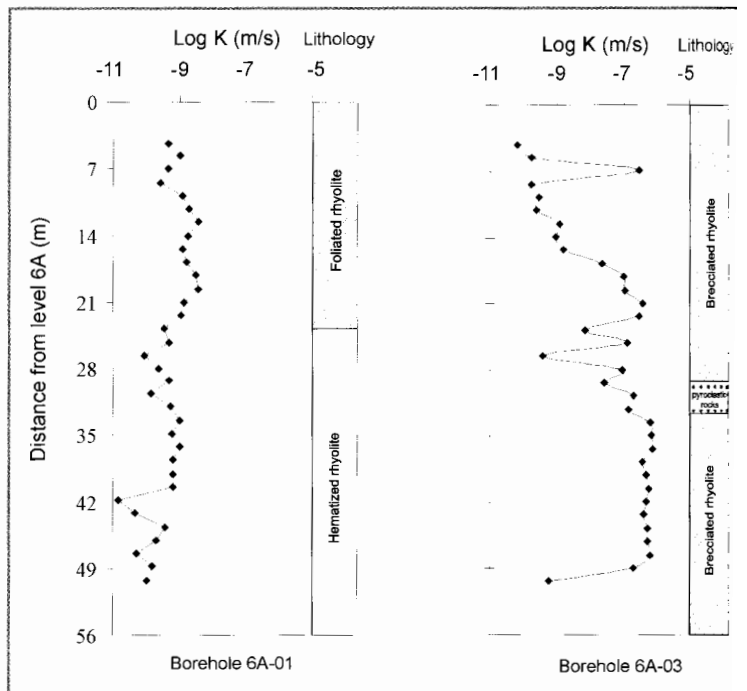 Log K (m/s) Lithology
-11 -9 -7 -5
0
7
14
21
28
35
42
49
56
Distance from level 6A (m)
Foliated rhyolite
Hematized rhyolite
Borehole 6A-01
Log K (m/s) Lithology
-11 -9 -7 -5
Brecciated rhyolite
pyroclastic
rocks
Brecciated rhyolite
Borehole 6A-03